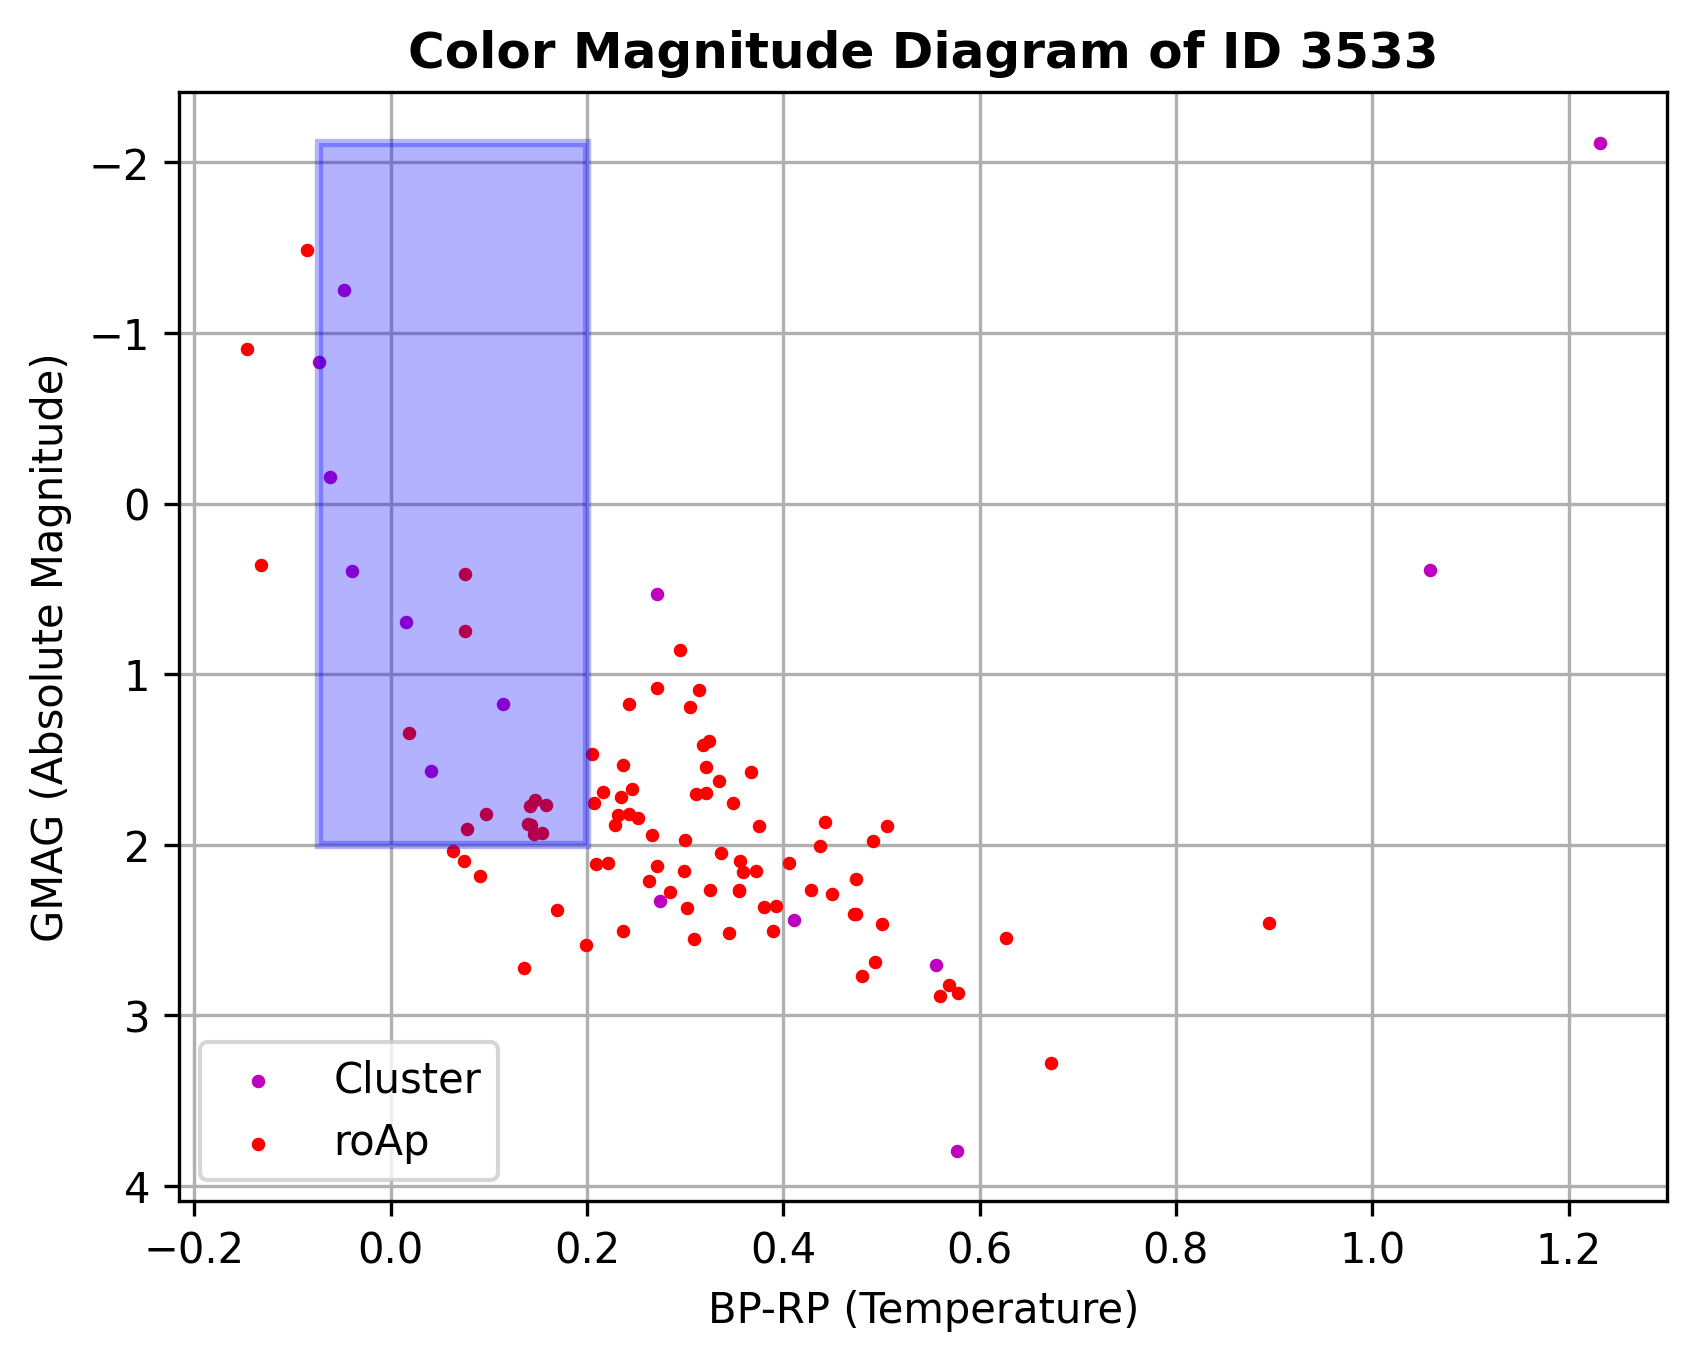 Color Magnitude Diagram of ID 3533
GMAG (Absolute Magnitude)
−2
−1
0
1
2
3
4
Cluster
roAp
−0.2 0.0 0.2 0.4 0.6 0.8 1.0 1.2
BP-RP (Temperature)